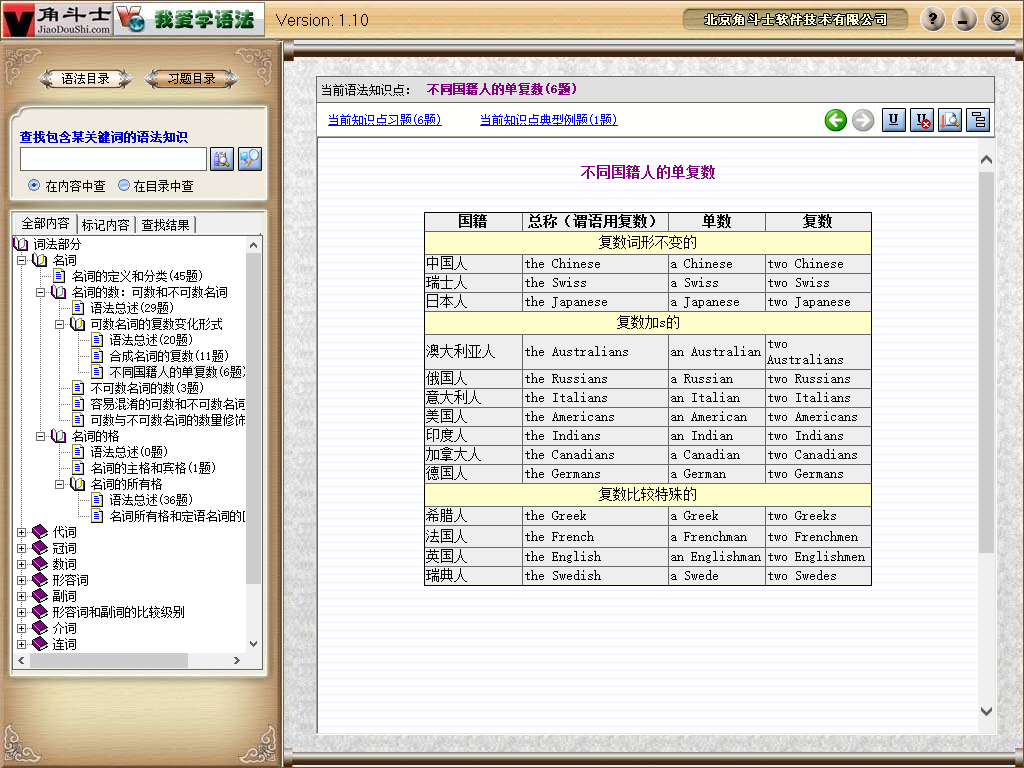 角斗士
JiaoDouShi.com
我爱学语法
Version: 1.10
北京角斗士软件技术有限公司
语法目录
习题目录
查找包含某关键词的语法知识
在内容中查
在目录中查
全部内容
标记内容
查找结果
词法部分
名词
名词的定义和分类(45题)
名词的数: 可数和不可数名词
语法总述(29题)
可数名词的复数变化形式
语法总述(20题)
合成名词的复数(11题)
不同国籍人的单复数(6题)
不可数名词的数(3题)
容易混淆的可数和不可数名词
可数与不可数名词的数量修饰
名词的格
语法总述(0题)
名词的主格和宾格(1题)
名词的所有格
语法总述(36题)
名词所有格和定语名词的
代词
冠词
数词
形容词
副词
形容词和副词的比较级别
介词
连词
当前语法知识点: 不同国籍人的单复数(6题)
当前知识点习题(6题)
当前知识点典型例题(1题)
不同国籍人的单复数
国籍 总称（谓语用复数） 单数 复数
复数词形不变的
中国人 the Chinese a Chinese two Chinese
瑞士人 the Swiss a Swiss two Swiss
日本人 the Japanese a Japanese two Japanese
复数加s的
澳大利亚人 the Australians an Australian two Australians
俄国人 the Russians a Russian two Russians
意大利人 the Italians an Italian two Italians
美国人 the Americans an American two Americans
印度人 the Indians an Indian two Indians
加拿大人 the Canadians a Canadian two Canadians
德国人 the Germans a German two Germans
复数比较特殊的
希腊人 the Greek a Greek two Greeks
法国人 the French a Frenchman two Frenchmen
英国人 the English an Englishman two Englishmen
瑞典人 the Swedish a Swede two Swedes